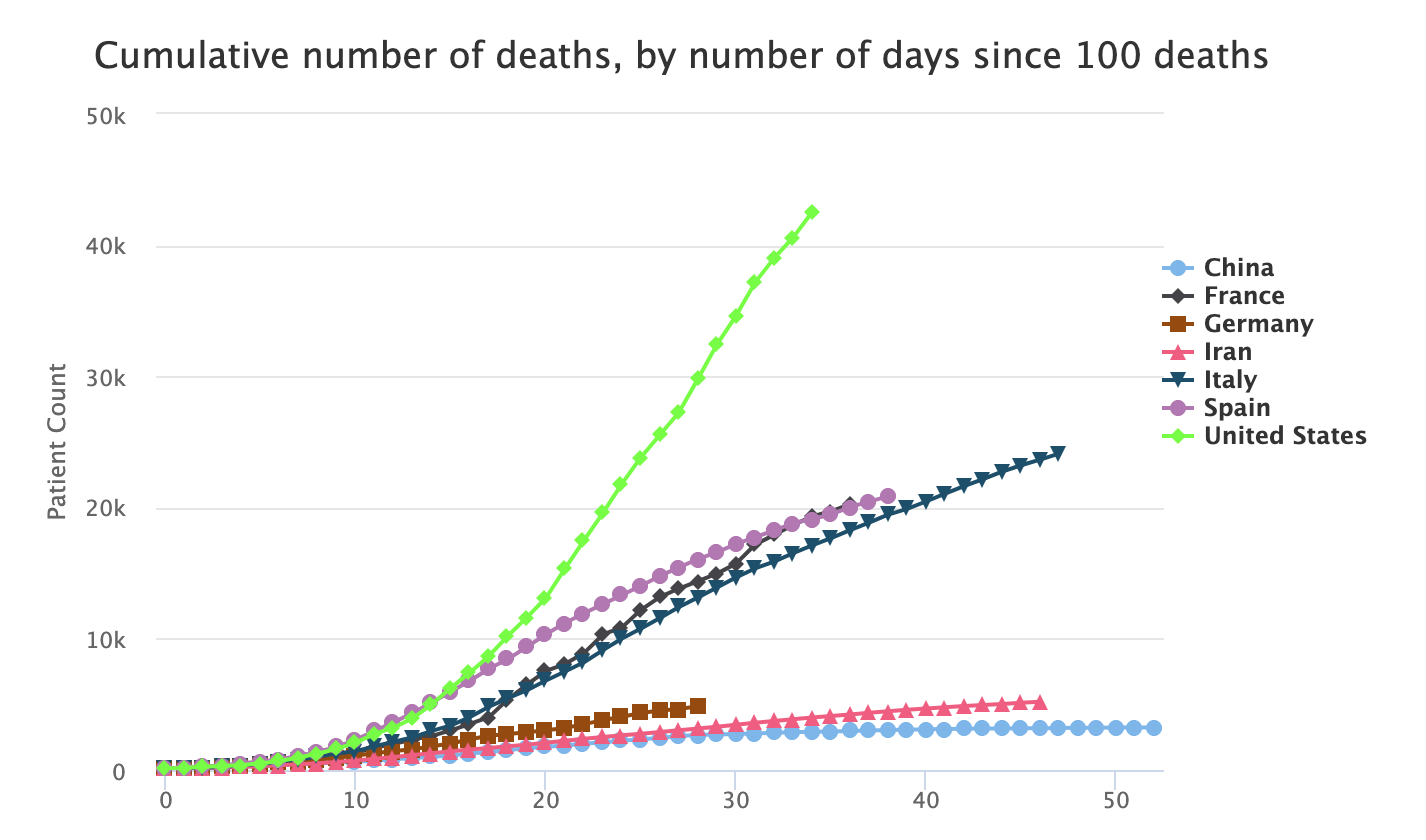 Cumulative number of deaths, by number of days since 100 deaths
50k
40k
30k
20k
10k
0
Patient Count
0 10 20 30 40 50
China
France
Germany
Iran
Italy
Spain
United States